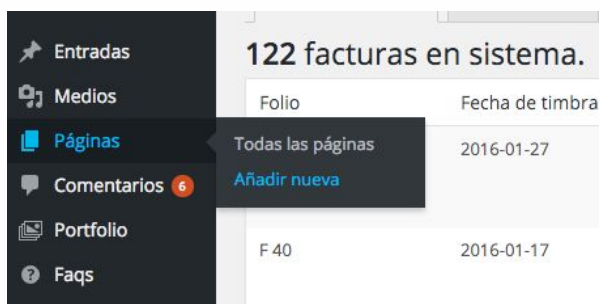 Entradas
Medios
Páginas
Comentarios 6
Portfolio
Faqs
Todas las páginas
Añadir nueva
122 facturas en sistema.
Folio Fecha de timbra
2016-01-27
F 40 2016-01-17